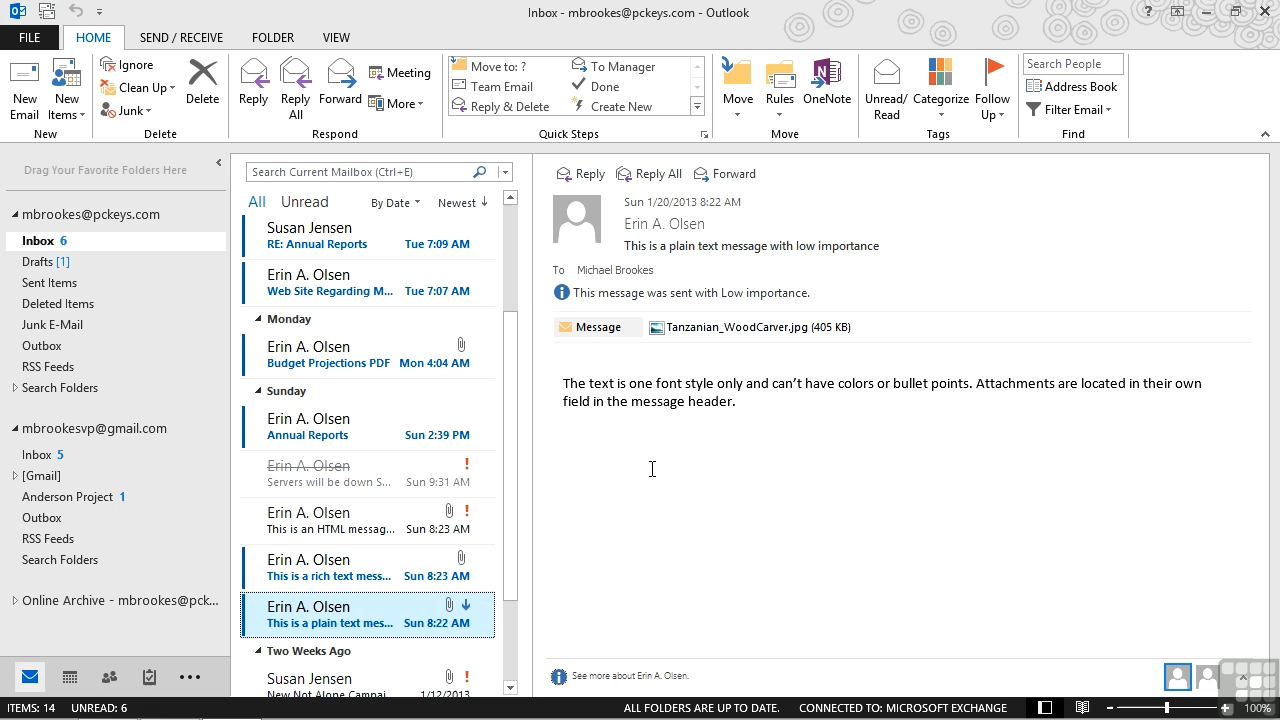 Inbox - mbrookes@pckeys.com - Outlook
FILE HOME SEND / RECEIVE FOLDER VIEW
New Email
New Items
New
Ignore
Clean Up
Junk
Delete
Delete
Reply
Reply All
Forward
Meeting
More
Respond
Move to: ?
Team Email
Reply & Delete
To Manager
Done
Create New
Quick Steps
Move
Rules
OneNote
Move
Unread/ Read
Categorize
Follow Up
Tags
Search People
Address Book
Filter Email
Find
Drag Your Favorite Folders Here
mbrookes@pckeys.com
Inbox 6
Drafts [1]
Sent Items
Deleted Items
Junk E-Mail
Outbox
RSS Feeds
Search Folders
mbrookesvp@gmail.com
Inbox 5
[Gmail]
Anderson Project 1
Outbox
RSS Feeds
Search Folders
Online Archive - mbrookes@pck...
Search Current Mailbox (Ctrl+E)
All Unread By Date Newest
Susan Jensen
RE: Annual Reports Tue 7:09 AM
Erin A. Olsen
Web Site Regarding M... Tue 7:07 AM
Monday
Erin A. Olsen
Budget Projections PDF Mon 4:04 AM
Sunday
Erin A. Olsen
Annual Reports Sun 2:39 PM
Erin A. Olsen
Servers will be down S... Sun 9:31 AM
Erin A. Olsen
This is an HTML messag... Sun 8:23 AM
Erin A. Olsen
This is a rich text mess... Sun 8:23 AM
Erin A. Olsen
This is a plain text mes... Sun 8:22 AM
Two Weeks Ago
Susan Jensen
New Not Alone Campai 1/12/2013
Reply Reply All Forward
Sun 1/20/2013 8:22 AM
Erin A. Olsen
This is a plain text message with low importance
To Michael Brookes
This message was sent with Low importance.
Message Tanzanian_WoodCarver.jpg (405 KB)
The text is one font style only and can't have colors or bullet points. Attachments are located in their own
field in the message header.
See more about Erin A. Olsen.
ITEMS: 14 UNREAD: 6 ALL FOLDERS ARE UP TO DATE. CONNECTED TO: MICROSOFT EXCHANGE 100%